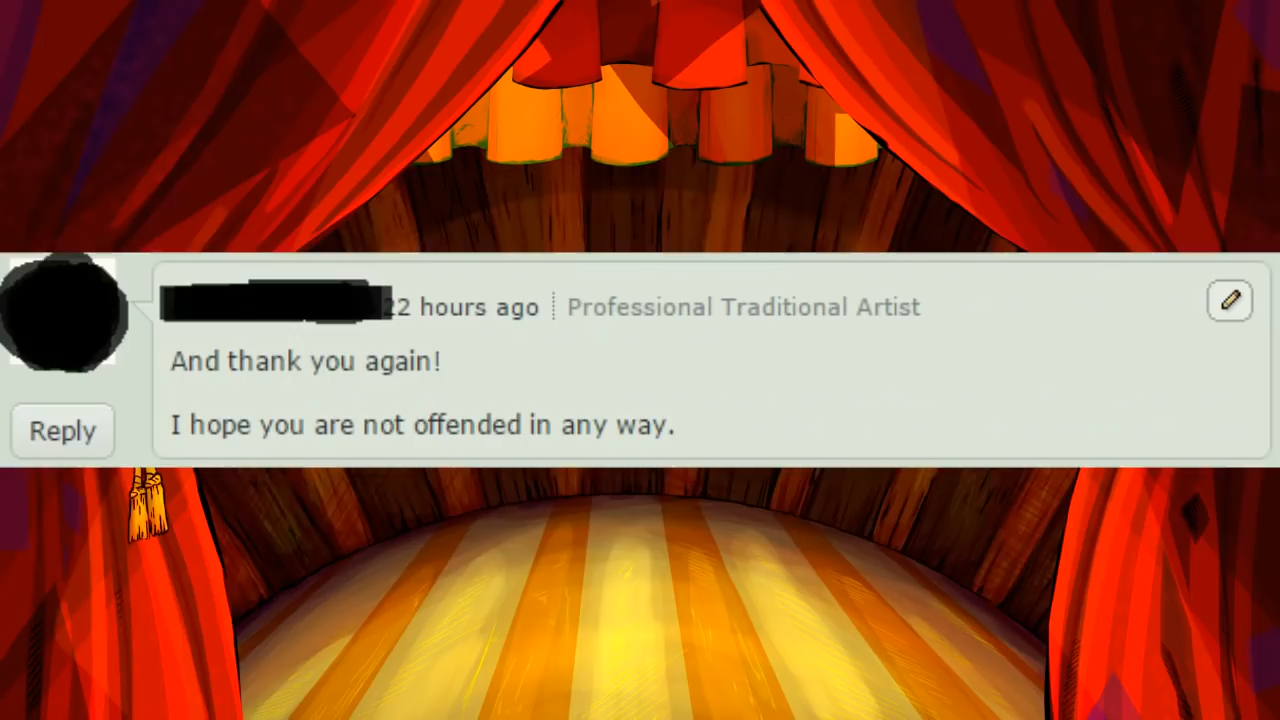 22 hours ago Professional Traditional Artist
And thank you again!
I hope you are not offended in any way.
Reply